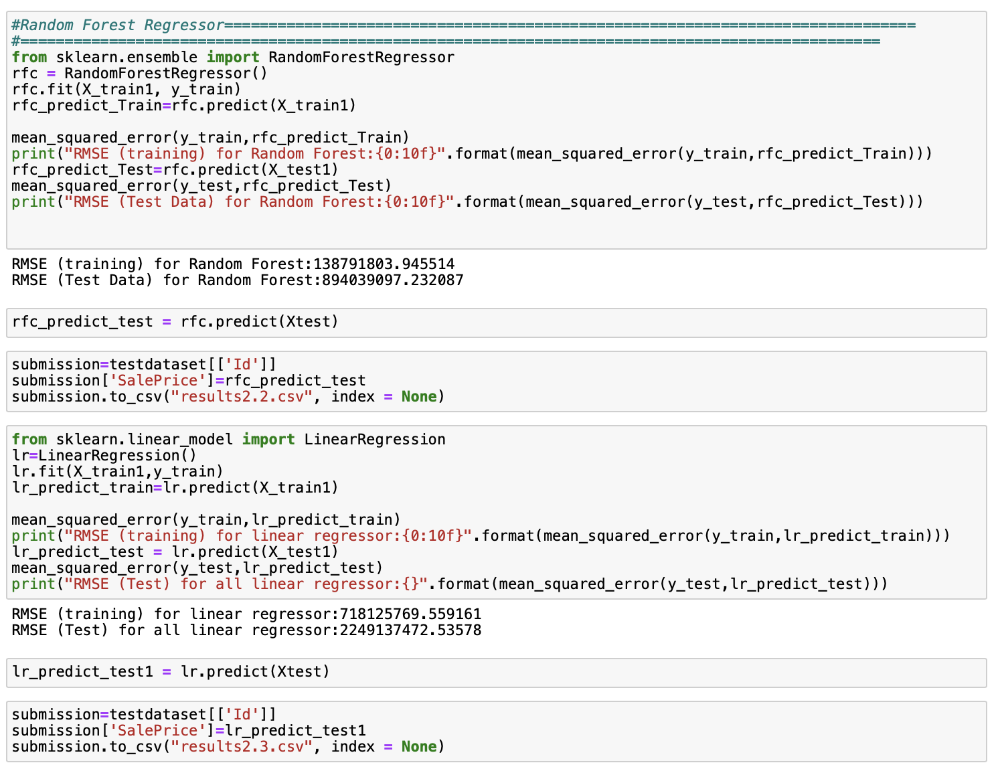 #Random Forest Regressor==============================================================================
#=================================================================================================
from sklearn.ensemble import RandomForestRegressor
rfc = RandomForestRegressor()
rfc.fit(X_train1, y_train)
rfc_predict_Train=rfc.predict(X_train1)
mean_squared_error(y_train,rfc_predict_Train)
print("RMSE (training) for Random Forest:{0:10f}".format(mean_squared_error(y_train,rfc_predict_Train)))
rfc_predict_Test=rfc.predict(X_test1)
mean_squared_error(y_test,rfc_predict_Test)
print("RMSE (Test Data) for Random Forest:{0:10f}".format(mean_squared_error(y_test,rfc_predict_Test)))
RMSE (training) for Random Forest:138791803.945514
RMSE (Test Data) for Random Forest:894039097.232087
rfc_predict_test = rfc.predict(Xtest)
submission=testdataset[['Id']]
submission['SalePrice']=rfc_predict_test
submission.to_csv("results2.2.csv", index = None)
from sklearn.linear_model import LinearRegression
lr=LinearRegression()
lr.fit(X_train1,y_train)
lr_predict_train=lr.predict(X_train1)
mean_squared_error(y_train,lr_predict_train)
print("RMSE (training) for linear regressor:{0:10f}".format(mean_squared_error(y_train,lr_predict_train)))
lr_predict_test = lr.predict(X_test1)
mean_squared_error(y_test,lr_predict_test)
print("RMSE (Test) for all linear regressor:{}".format(mean_squared_error(y_test,lr_predict_test)))
RMSE (training) for linear regressor:718125769.559161
RMSE (Test) for all linear regressor:2249137472.53578
lr_predict_test1 = lr.predict(Xtest)
submission=testdataset[['Id']]
submission['SalePrice']=lr_predict_test1
submission.to_csv("results2.3.csv", index = None)